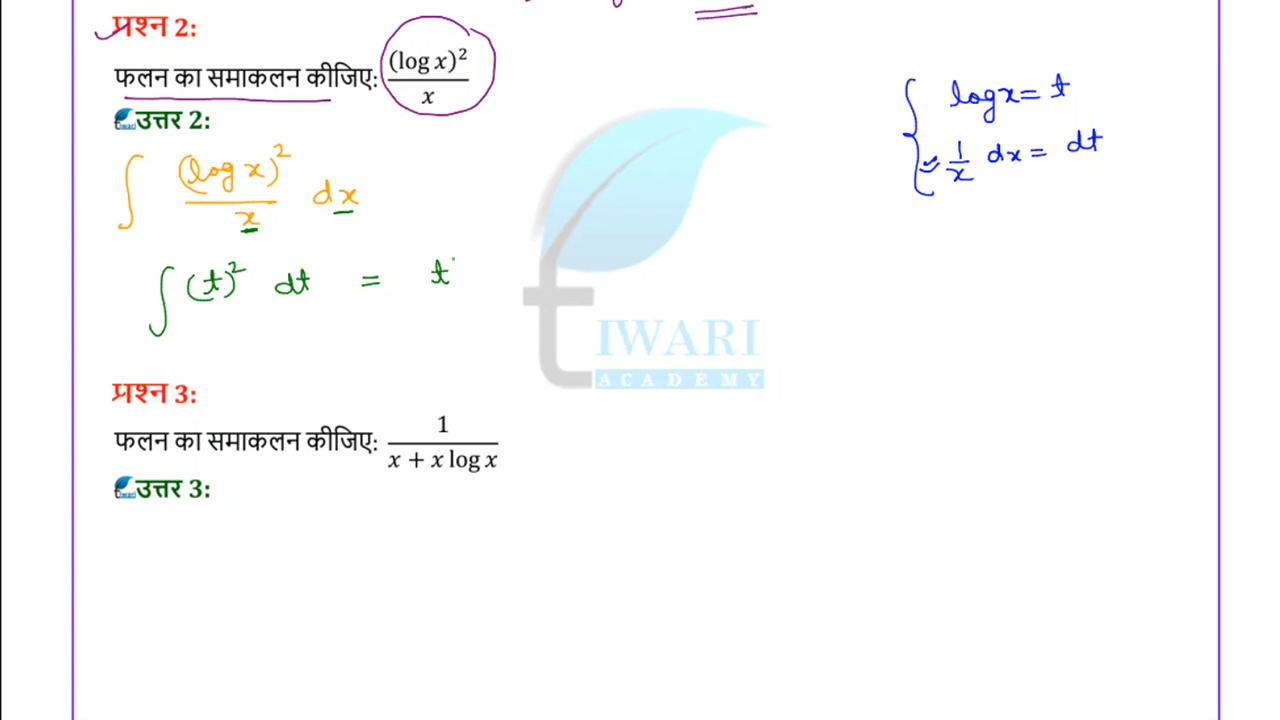 प्रश्न 2:
फलन का समाकलन कीजिए: (log x)²/x
उत्तर 2:
∫ (log x)²/x dx
∫ (t)² dt = t
log x = t
1/x dx = dt
TIWARI
ACADEMY
प्रश्न 3:
फलन का समाकलन कीजिए: 1/(x + x log x)
उत्तर 3: